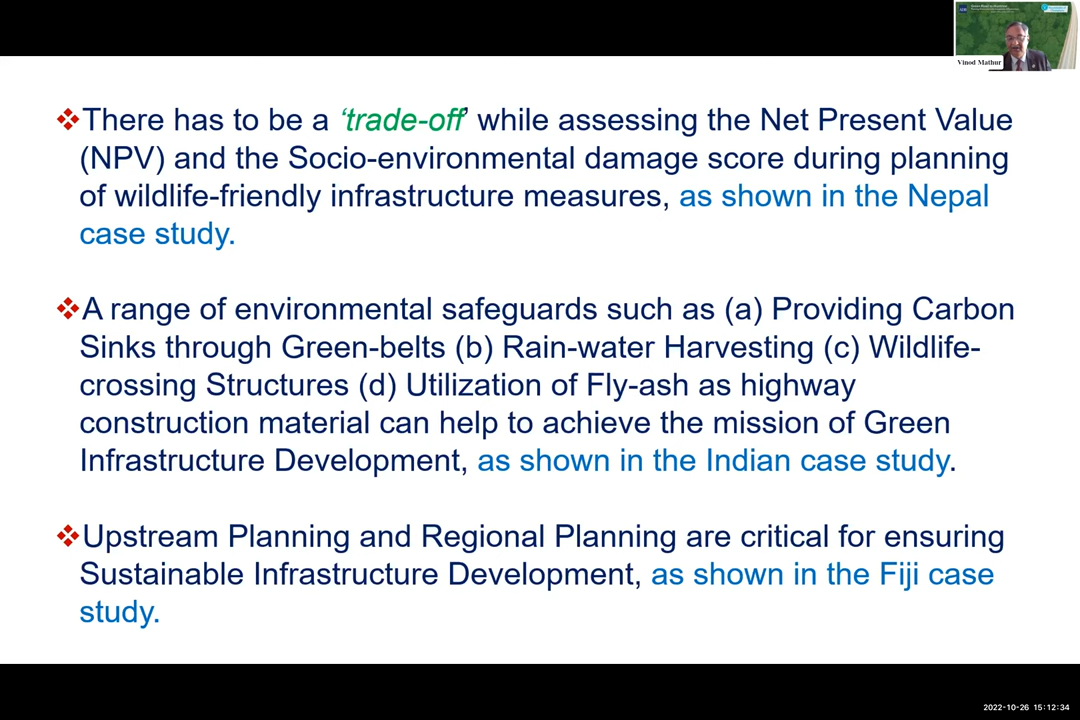 Vinod Mathur
❖There has to be a ‘trade-off’ while assessing the Net Present Value
(NPV) and the Socio-environmental damage score during planning
of wildlife-friendly infrastructure measures, as shown in the Nepal
case study.
❖A range of environmental safeguards such as (a) Providing Carbon
Sinks through Green-belts (b) Rain-water Harvesting (c) Wildlife-
crossing Structures (d) Utilization of Fly-ash as highway
construction material can help to achieve the mission of Green
Infrastructure Development, as shown in the Indian case study.
❖Upstream Planning and Regional Planning are critical for ensuring
Sustainable Infrastructure Development, as shown in the Fiji case
study.
2022-10-26 15:12:34